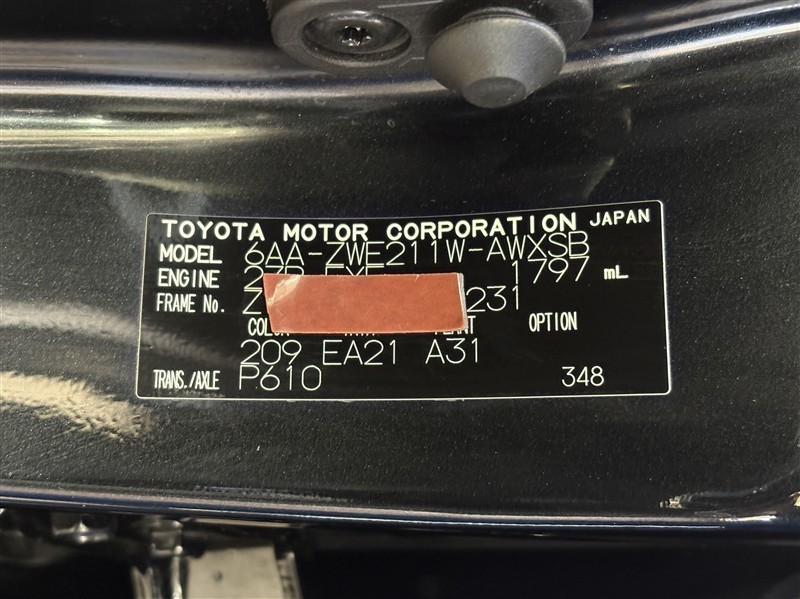 TOYOTA MOTOR CORPORATION JAPAN
MODEL 6AA-ZWE211W-AWXSB
ENGINE 1797 mL
FRAME No. Z 231
OPTION
209 EA21 A31
TRANS./AXLE P610 348